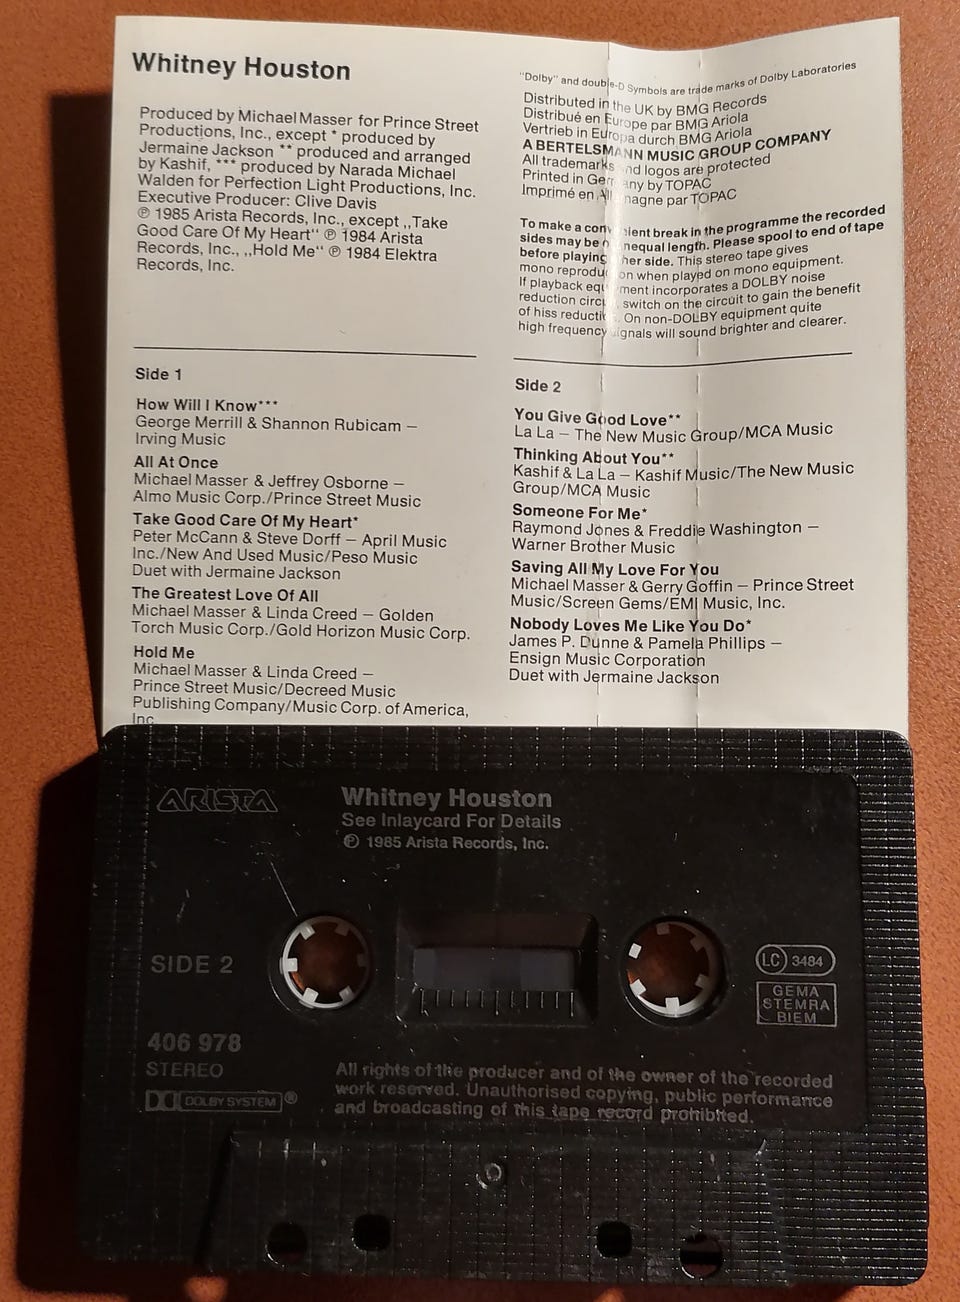 Whitney Houston
Produced by Michael Masser for Prince Street
Productions, Inc., except * produced by
Jermaine Jackson ** produced and arranged
by Kashif, *** produced by Narada Michael
Walden for Perfection Light Productions, Inc.
Executive Producer: Clive Davis
℗ 1985 Arista Records, Inc., except „Take
Good Care Of My Heart" ℗ 1984 Arista
Records, Inc., „Hold Me" ℗ 1984 Elektra
Records, Inc.
"Dolby" and double-D Symbols are trade marks of Dolby Laboratories
Distributed in the UK by BMG Records
Distribué en Europe par BMG Ariola
Vertrieb in Europa durch BMG Ariola
A BERTELSMANN MUSIC GROUP COMPANY
All trademarks and logos are protected
Printed in Germany by TOPAC
Imprimé en Allemagne par TOPAC
To make a convenient break in the programme the recorded
sides may be of unequal length. Please spool to end of tape
before playing other side. This stereo tape gives
mono reproduction when played on mono equipment.
If playback equipment incorporates a DOLBY noise
reduction circuit, switch on the circuit to gain the benefit
of hiss reduction. On non-DOLBY equipment quite
high frequency signals will sound brighter and clearer.
Side 1
How Will I Know***
George Merrill & Shannon Rubicam –
Irving Music
All At Once
Michael Masser & Jeffrey Osborne –
Almo Music Corp./Prince Street Music
Take Good Care Of My Heart*
Peter McCann & Steve Dorff – April Music
Inc./New And Used Music/Peso Music
Duet with Jermaine Jackson
The Greatest Love Of All
Michael Masser & Linda Creed – Golden
Torch Music Corp./Gold Horizon Music Corp.
Hold Me
Michael Masser & Linda Creed –
Prince Street Music/Decreed Music
Publishing Company/Music Corp. of America,
Inc.
Side 2
You Give Good Love**
La La – The New Music Group/MCA Music
Thinking About You**
Kashif & La La – Kashif Music/The New Music
Group/MCA Music
Someone For Me*
Raymond Jones & Freddie Washington –
Warner Brother Music
Saving All My Love For You
Michael Masser & Gerry Goffin – Prince Street
Music/Screen Gems/EMI Music, Inc.
Nobody Loves Me Like You Do*
James P. Dunne & Pamela Phillips –
Ensign Music Corporation
Duet with Jermaine Jackson
ARISTA
Whitney Houston
See Inlaycard For Details
℗ 1985 Arista Records, Inc.
SIDE 2
LC 3484
GEMA
STEMRA
BIEM
406 978
STEREO
DOLBY SYSTEM ®
All rights of the producer and of the owner of the recorded
work reserved. Unauthorised copying, public performance
and broadcasting of this tape record prohibited.